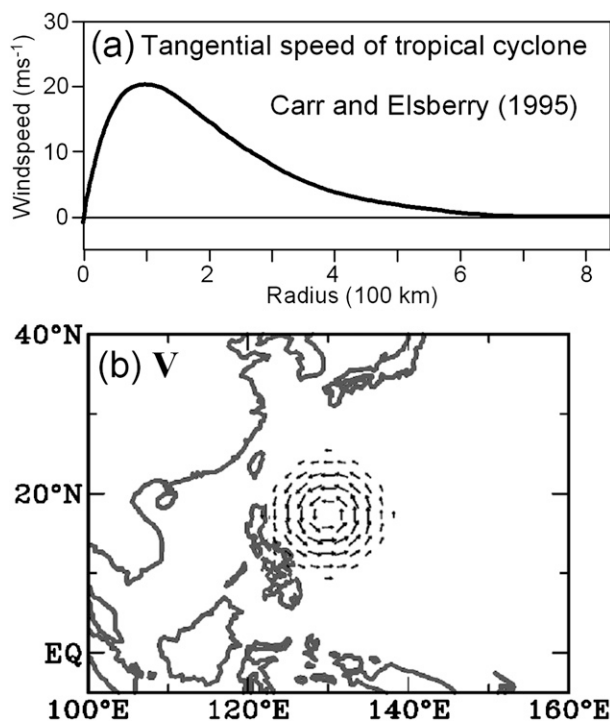 30
(a) Tangential speed of tropical cyclone
Carr and Elsberry (1995)
20
10
0
Windspeed (ms⁻¹)
0 2 4 6 8
Radius (100 km)
40°N
(b) V
20°N
EQ
100°E 120°E 140°E 160°E